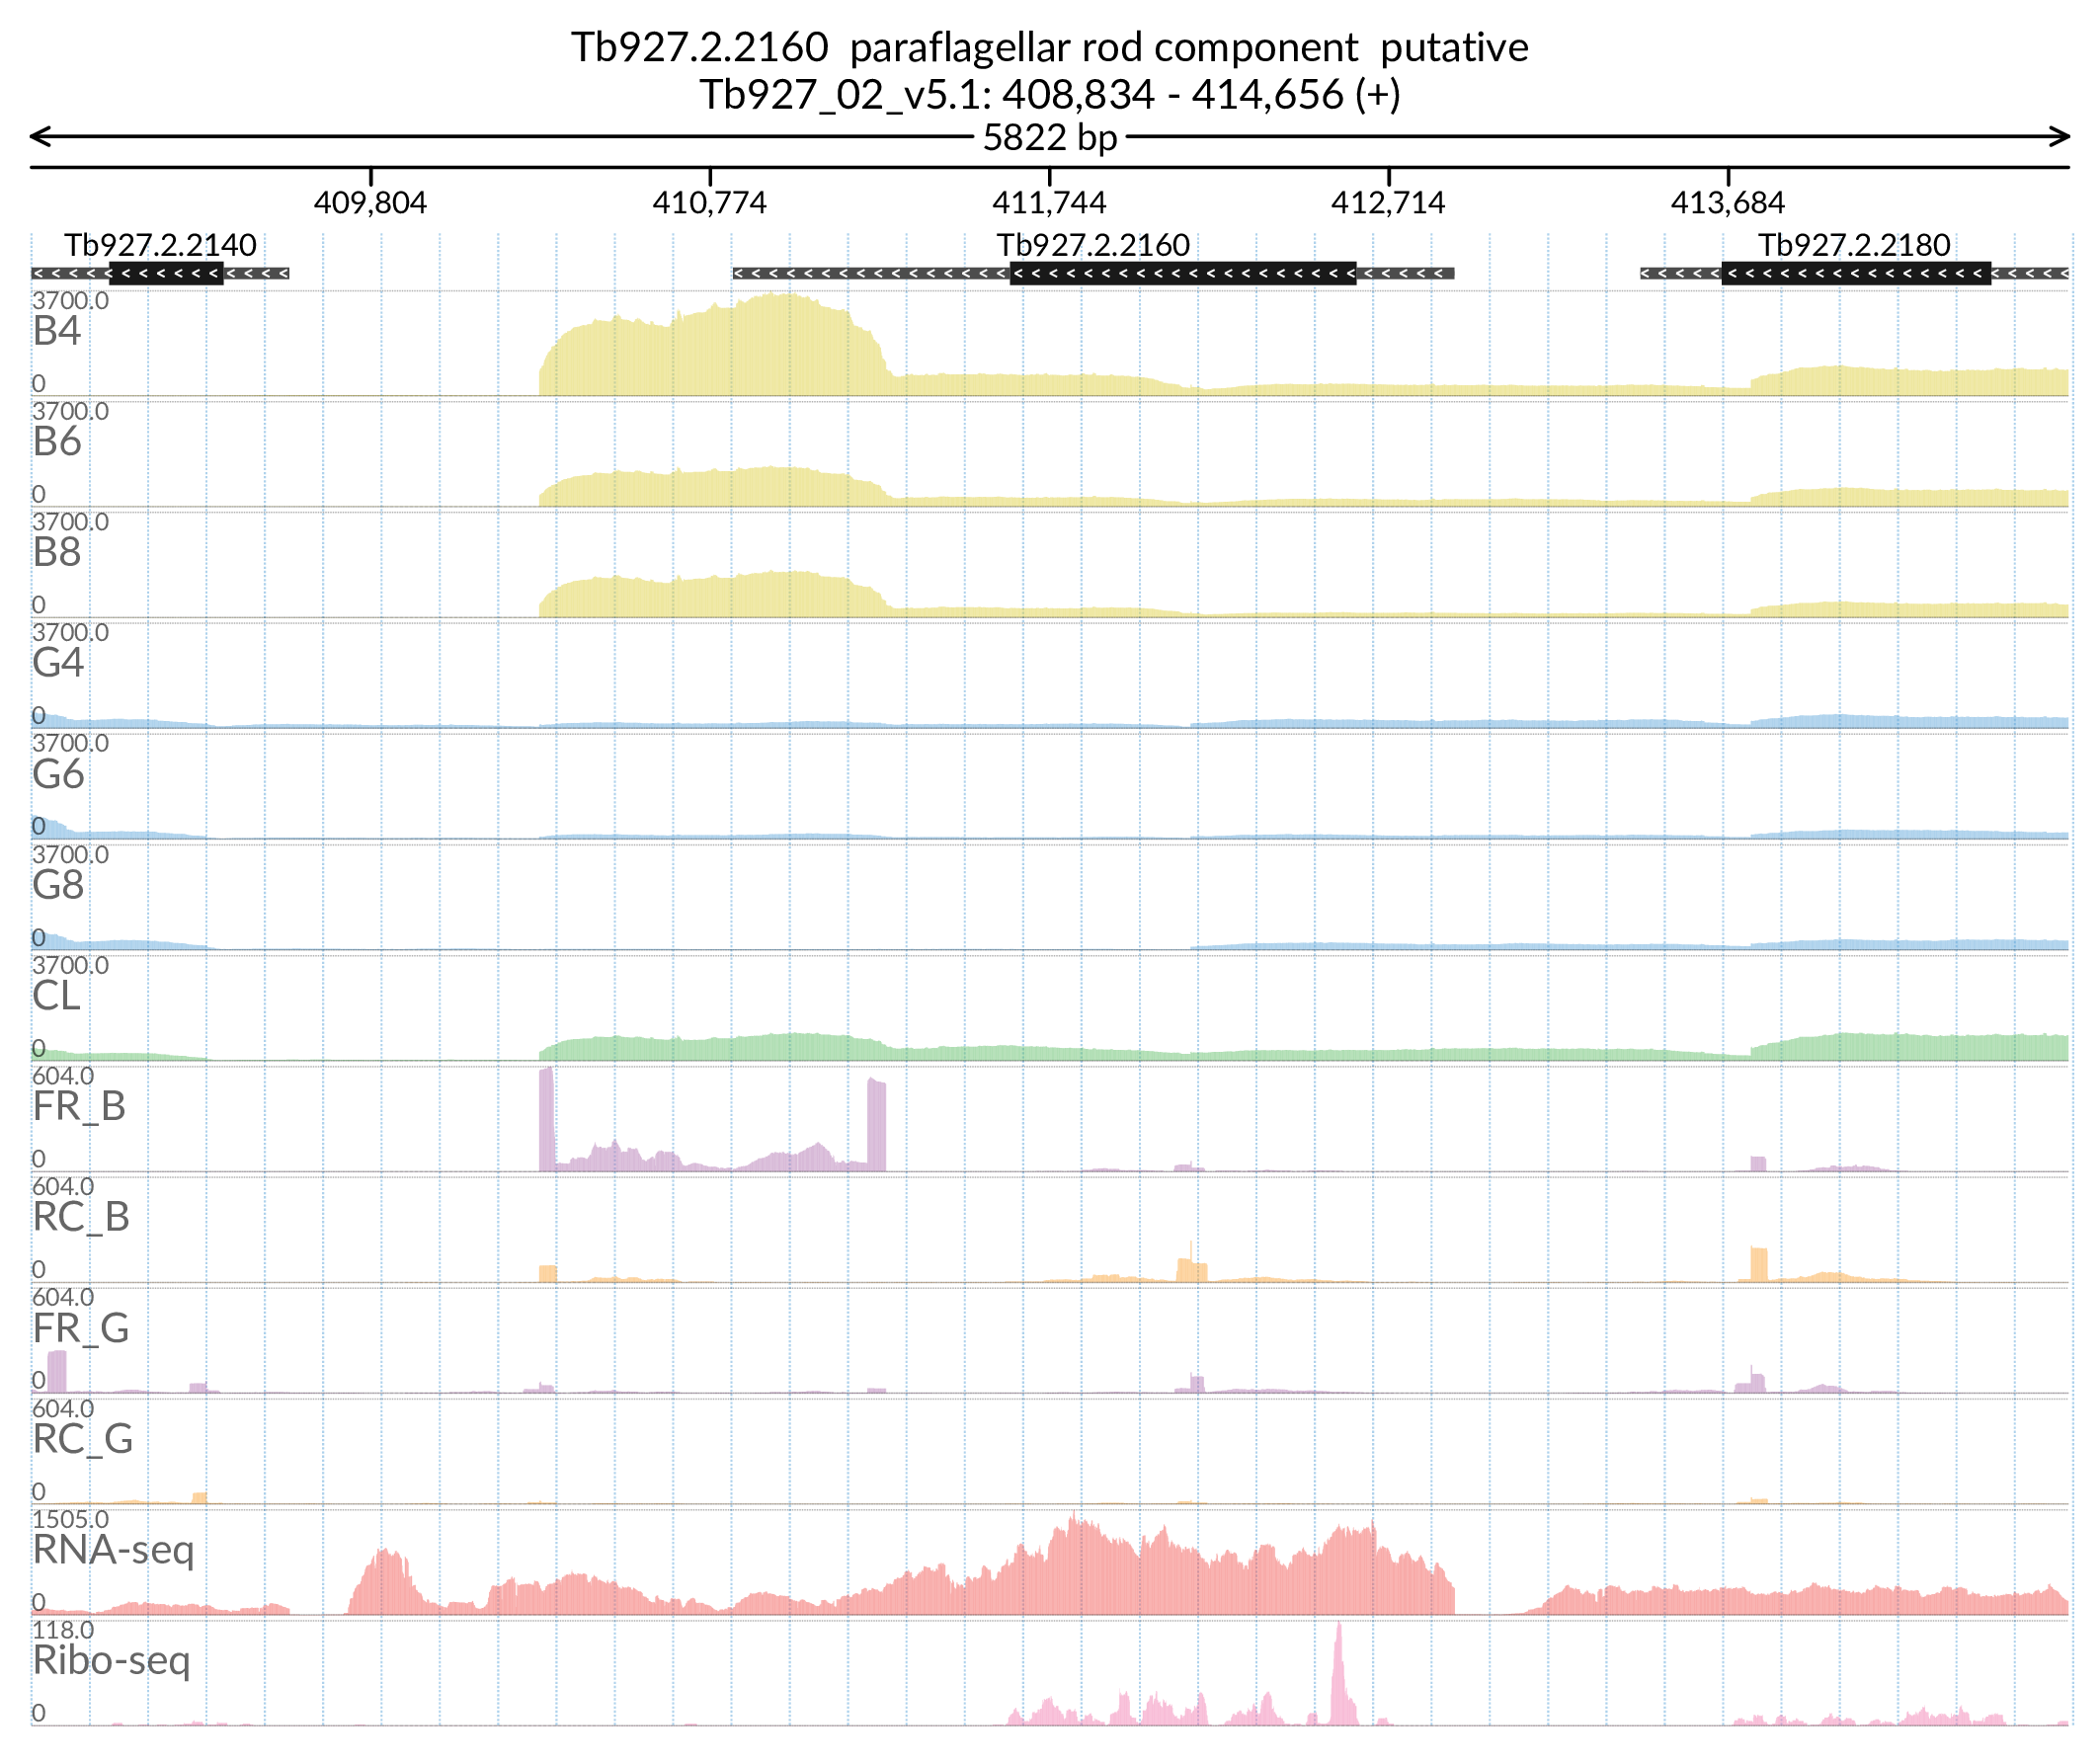 Tb927.2.2160 paraflagellar rod component putative
Tb927_02_v5.1: 408,834 - 414,656 (+)
5822 bp
409,804 410,774 411,744 412,714 413,684
Tb927.2.2140 Tb927.2.2160 Tb927.2.2180
3700.0
B4
0
3700.0
B6
0
3700.0
B8
0
3700.0
G4
0
3700.0
G6
0
3700.0
G8
0
3700.0
CL
0
604.0
FR_B
0
604.0
RC_B
0
604.0
FR_G
0
604.0
RC_G
0
1505.0
RNA-seq
0
118.0
Ribo-seq
0